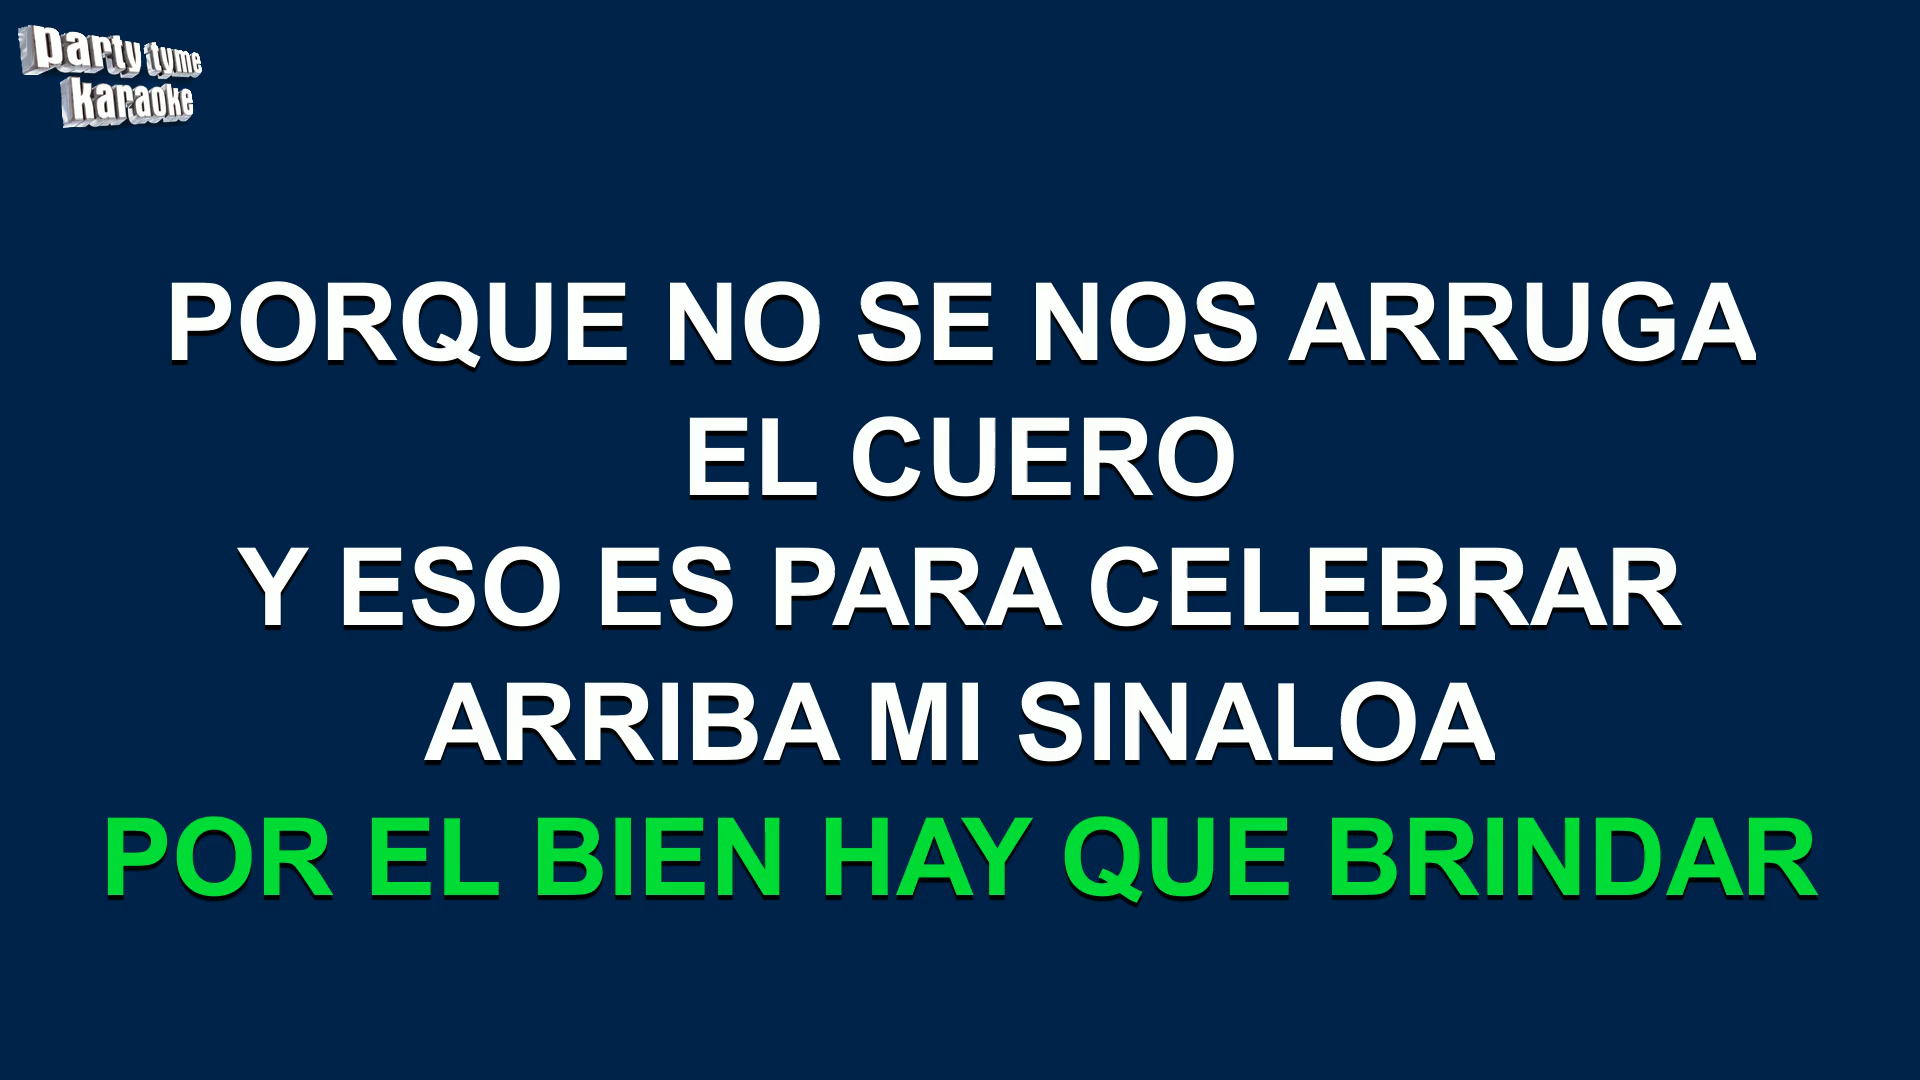 party tyme
karaoke
PORQUE NO SE NOS ARRUGA
EL CUERO
Y ESO ES PARA CELEBRAR
ARRIBA MI SINALOA
POR EL BIEN HAY QUE BRINDAR